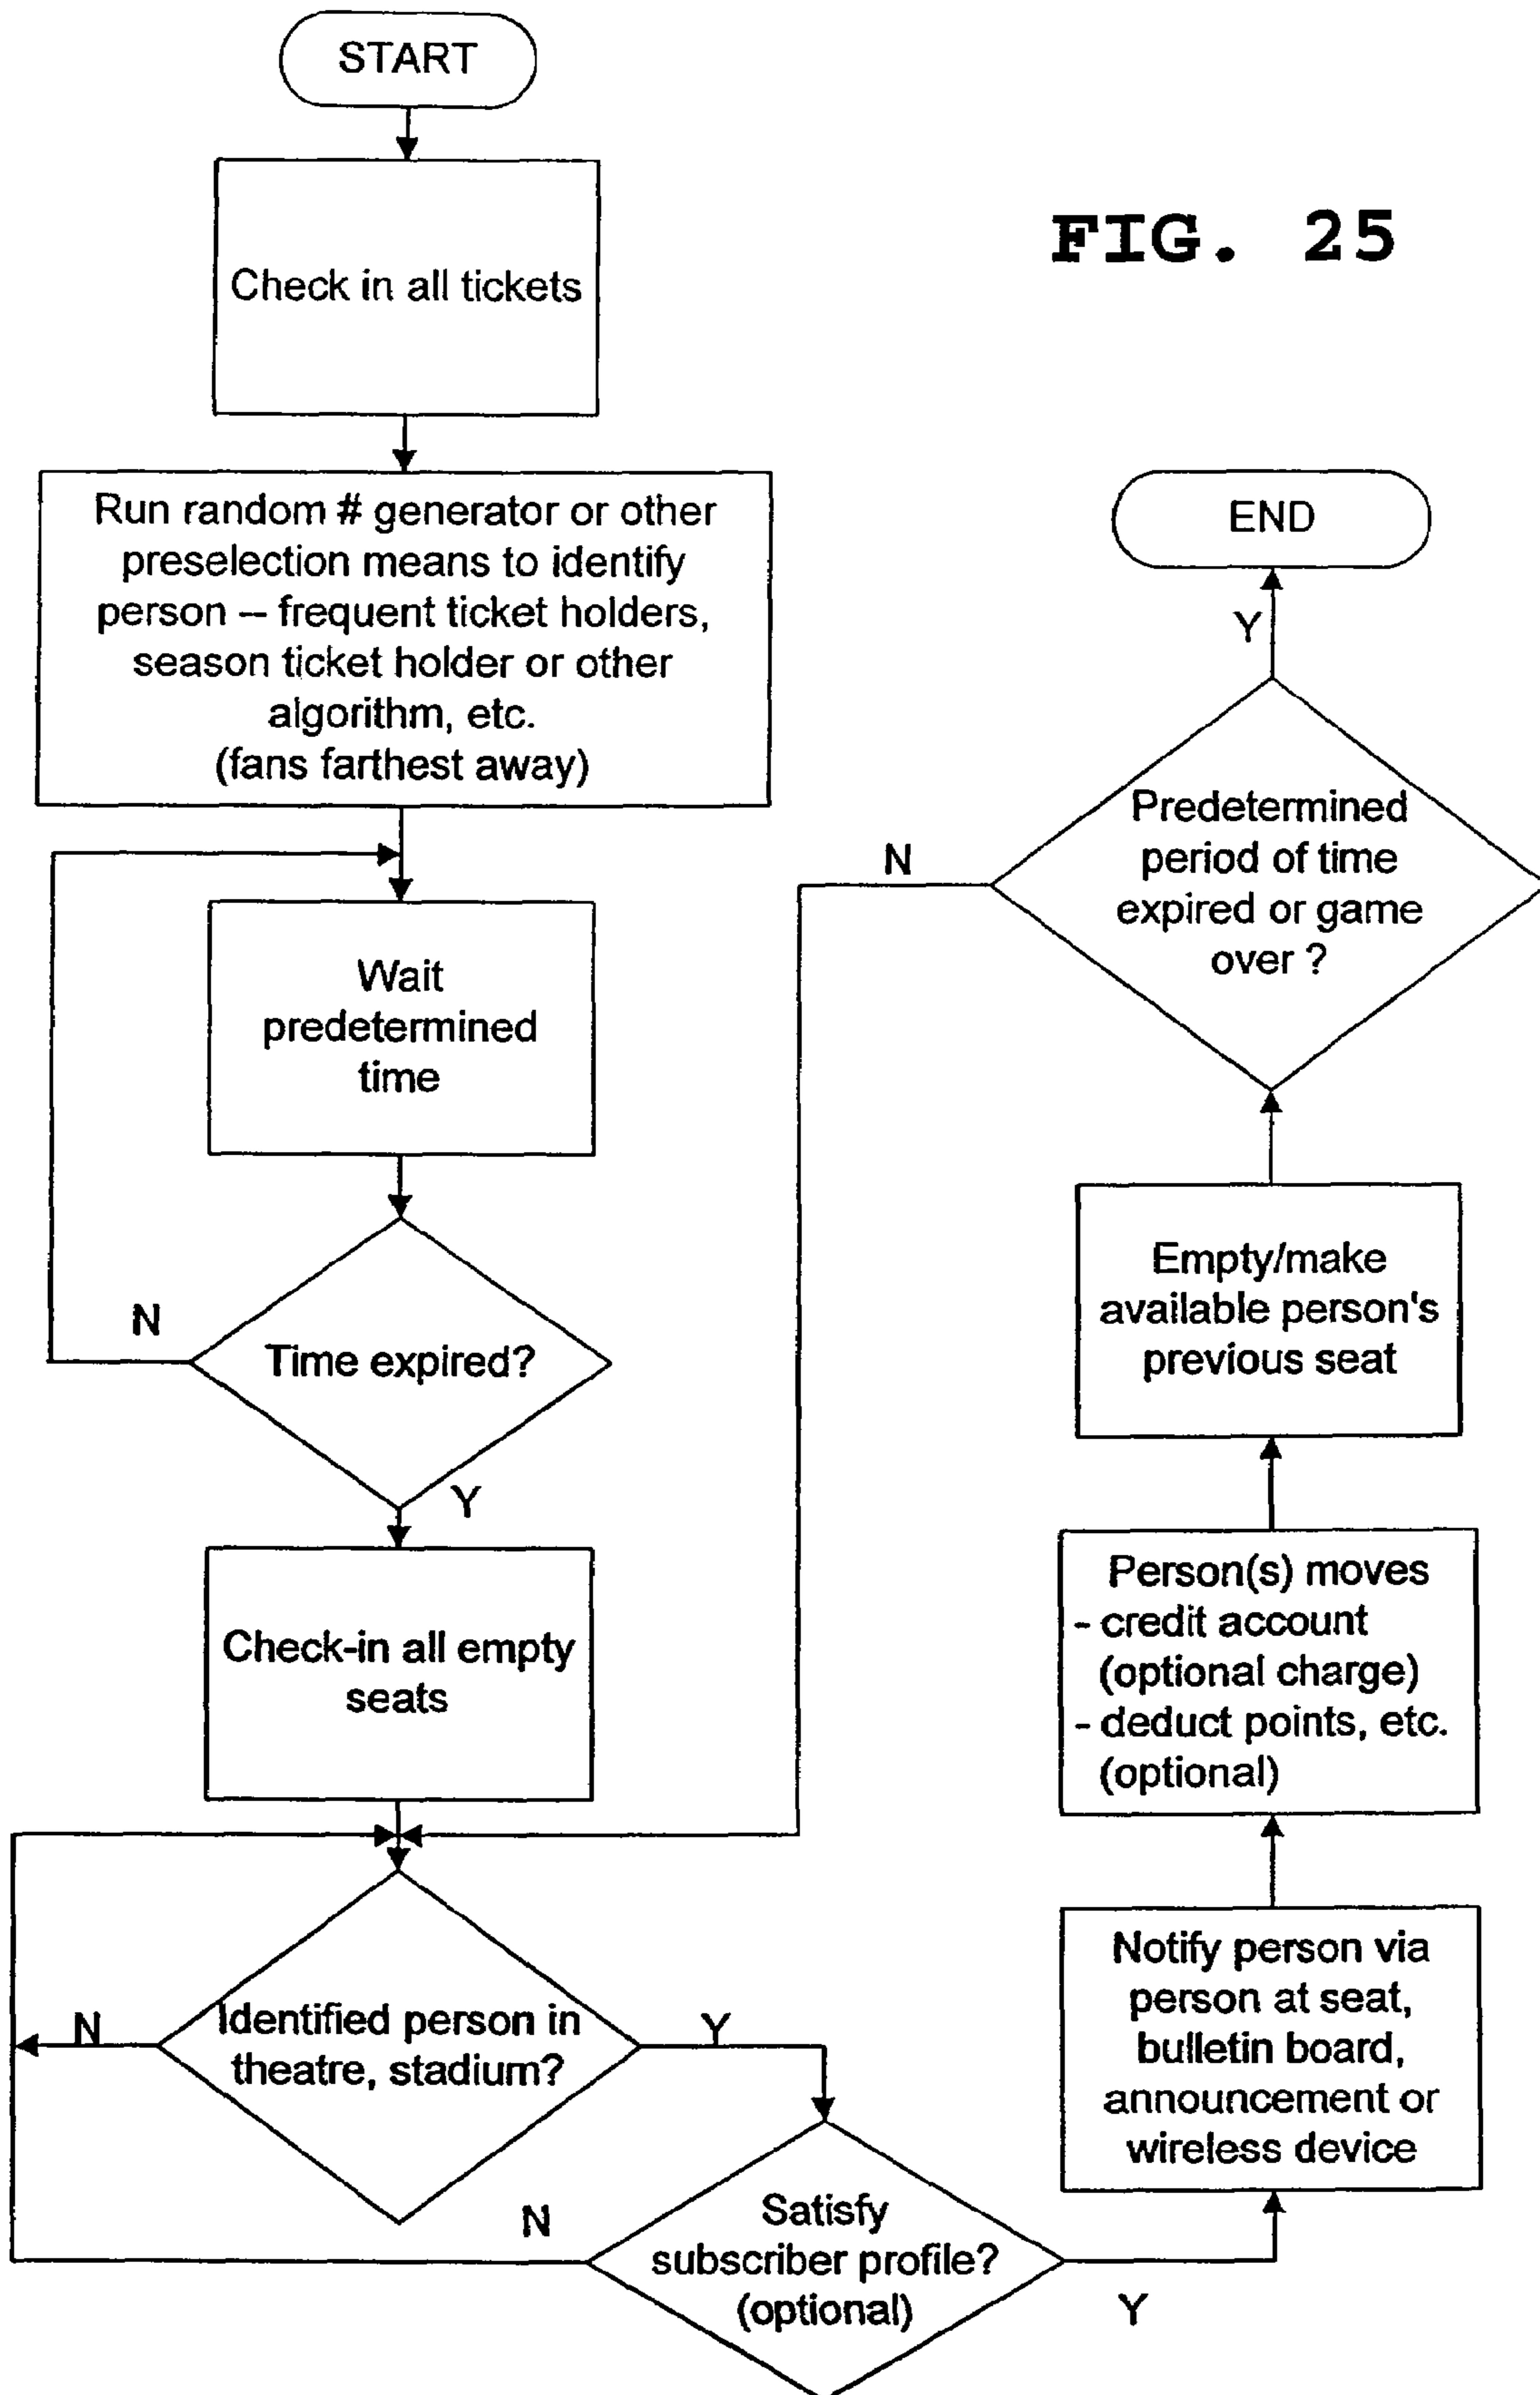 START
FIG. 25
Check in all tickets
Run random # generator or other
preselection means to identify
person -- frequent ticket holders,
season ticket holder or other
algorithm, etc.
(fans farthest away)
Wait
predetermined
time
N
Time expired?
Y
Check-in all empty
seats
N
Identified person in
theatre, stadium?
Y
N
Satisfy
subscriber profile?
(optional)
Y
Notify person via
person at seat,
bulletin board,
announcement or
wireless device
Person(s) moves
- credit account
(optional charge)
- deduct points, etc.
(optional)
Empty/make
available person's
previous seat
N
Predetermined
period of time
expired or game
over ?
Y
END